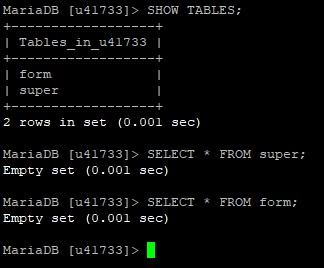 MariaDB [u41733]> SHOW TABLES;
+------------------+
| Tables_in_u41733 |
+------------------+
| form             |
| super            |
+------------------+
2 rows in set (0.001 sec)

MariaDB [u41733]> SELECT * FROM super;
Empty set (0.001 sec)

MariaDB [u41733]> SELECT * FROM form;
Empty set (0.001 sec)

MariaDB [u41733]>